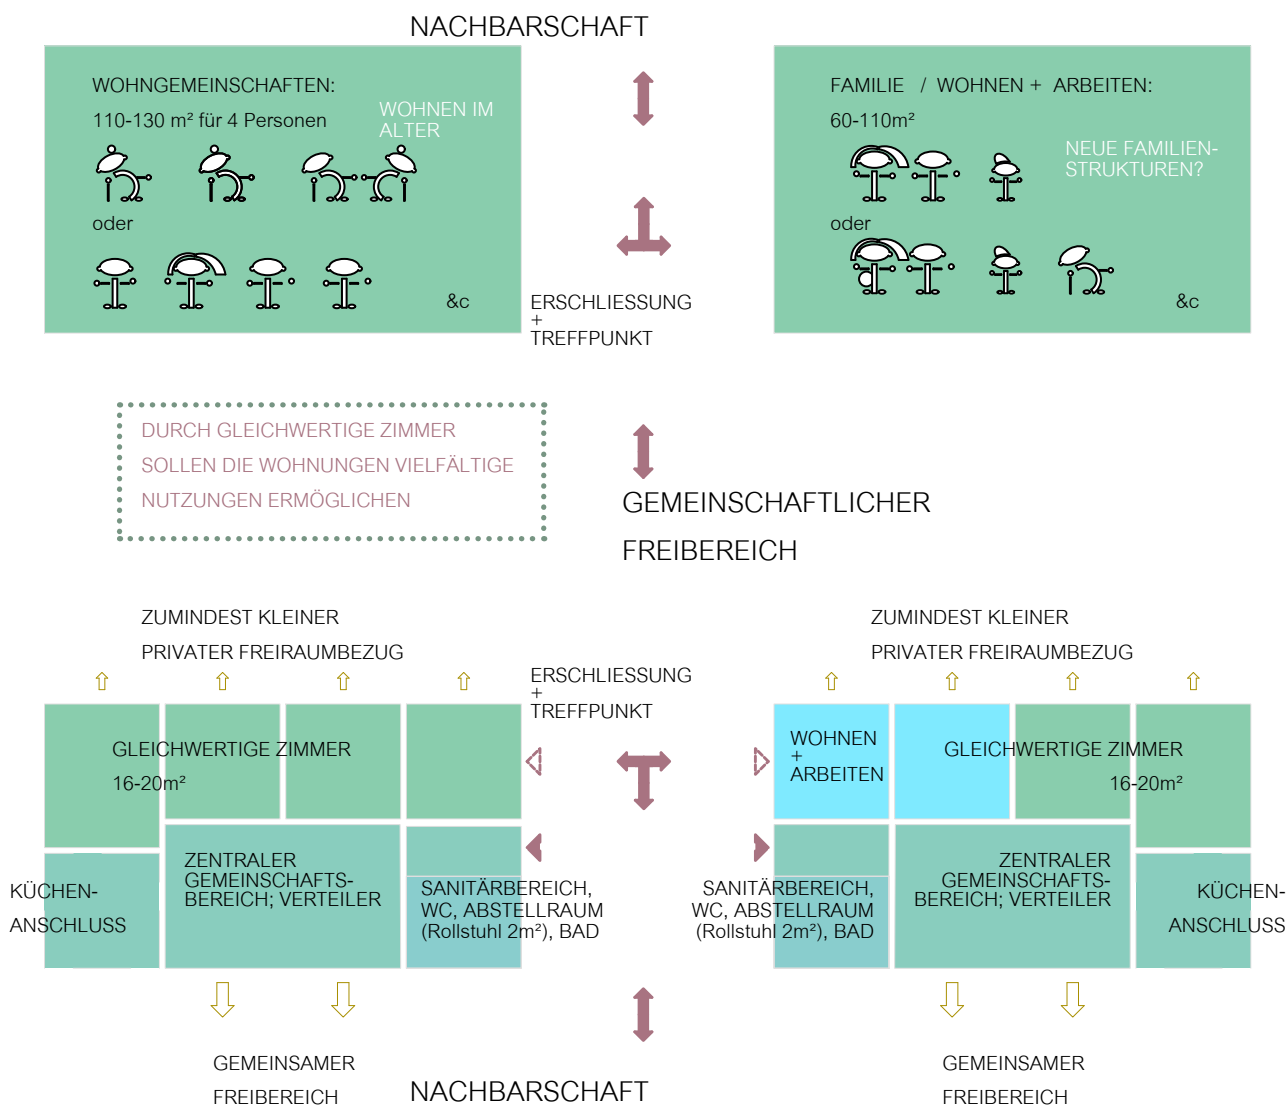 NACHBARSCHAFT
WOHNGEMEINSCHAFTEN:
110-130 m² für 4 Personen
WOHNEN IM
ALTER
oder
&c
FAMILIE / WOHNEN + ARBEITEN:
60-110m²
NEUE FAMILIEN-
STRUKTUREN?
oder
&c
ERSCHLIESSUNG
+
TREFFPUNKT
DURCH GLEICHWERTIGE ZIMMER
SOLLEN DIE WOHNUNGEN VIELFÄLTIGE
NUTZUNGEN ERMÖGLICHEN
GEMEINSCHAFTLICHER
FREIBEREICH
ZUMINDEST KLEINER
PRIVATER FREIRAUMBEZUG
ERSCHLIESSUNG
+
TREFFPUNKT
ZUMINDEST KLEINER
PRIVATER FREIRAUMBEZUG
GLEICHWERTIGE ZIMMER
16-20m²
WOHNEN
+
ARBEITEN
GLEICHWERTIGE ZIMMER
16-20m²
KÜCHEN-
ANSCHLUSS
ZENTRALER
GEMEINSCHAFTS-
BEREICH; VERTEILER
SANITÄRBEREICH,
WC, ABSTELLRAUM
(Rollstuhl 2m²), BAD
SANITÄRBEREICH,
WC, ABSTELLRAUM
(Rollstuhl 2m²), BAD
ZENTRALER
GEMEINSCHAFTS-
BEREICH; VERTEILER
KÜCHEN-
ANSCHLUSS
GEMEINSAMER
FREIBEREICH
NACHBARSCHAFT
GEMEINSAMER
FREIBEREICH